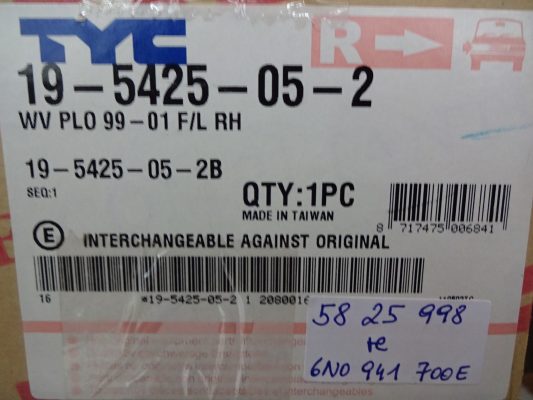 TYC
R
19-5425-05-2
WV PLO 99-01 F/L RH
19-5425-05-2B
SEQ:1
QTY:1PC
MADE IN TAIWAN
8 717475 006841
E INTERCHANGEABLE AGAINST ORIGINAL
16 *19-5425-05-2 1 2080016
58 25 998
re
6N0 941 700E